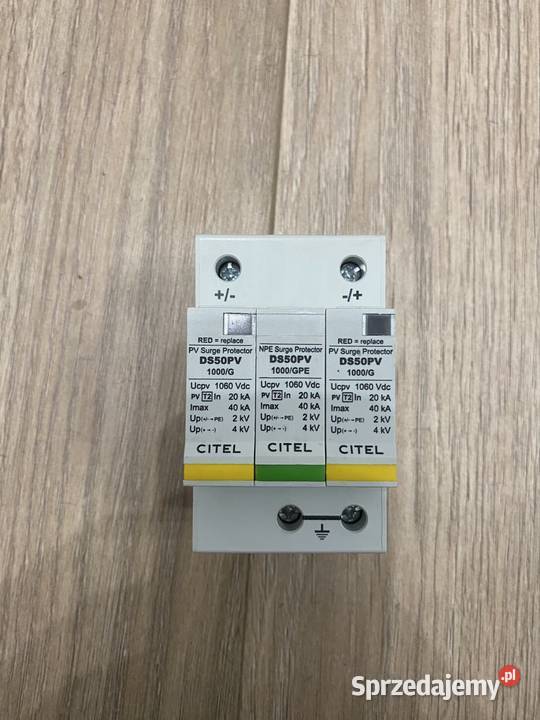 +/-
-/+
RED = replace
PV Surge Protector
DS50PV
1000/G
Ucpv 1060 Vdc
PV T2 In 20 kA
Imax 40 kA
Up(+/-→PE) 2 kV
Up(+→-) 4 kV
CITEL
NPE Surge Protector
DS50PV
1000/GPE
Ucpv 1060 Vdc
PV T2 In 20 kA
Imax 40 kA
Up(+/-→PE) 2 kV
Up(+→-) 4 kV
CITEL
RED = replace
PV Surge Protector
DS50PV
1000/G
Ucpv 1060 Vdc
PV T2 In 20 kA
Imax 40 kA
Up(+/-→PE) 2 kV
Up(+→-) 4 kV
CITEL
Sprzedajemy.pl